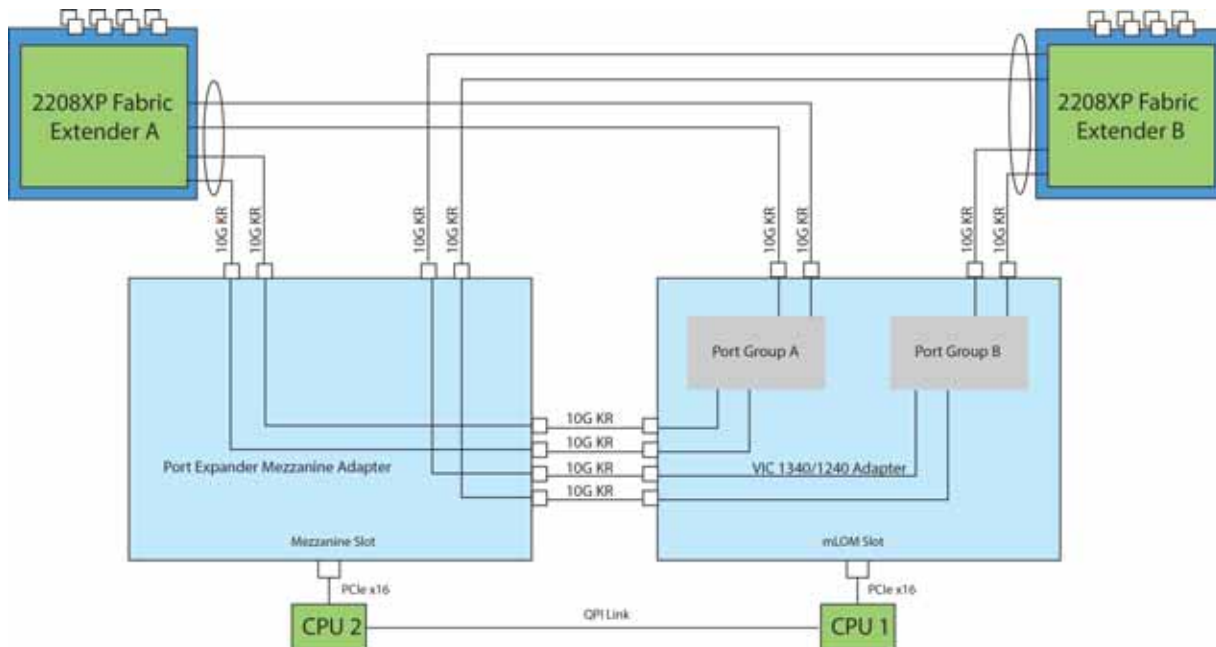 2208XP Fabric
Extender A
2208XP Fabric
Extender B
10G KR
10G KR
10G KR
10G KR
10G KR
10G KR
10G KR
10G KR
Port Group A
Port Group B
10G KR
10G KR
10G KR
10G KR
Port Expander Mezzanine Adapter
VIC 1340/1240 Adapter
Mezzanine Slot
mLOM Slot
PCIe x16
PCIe x16
QPI Link
CPU 2
CPU 1